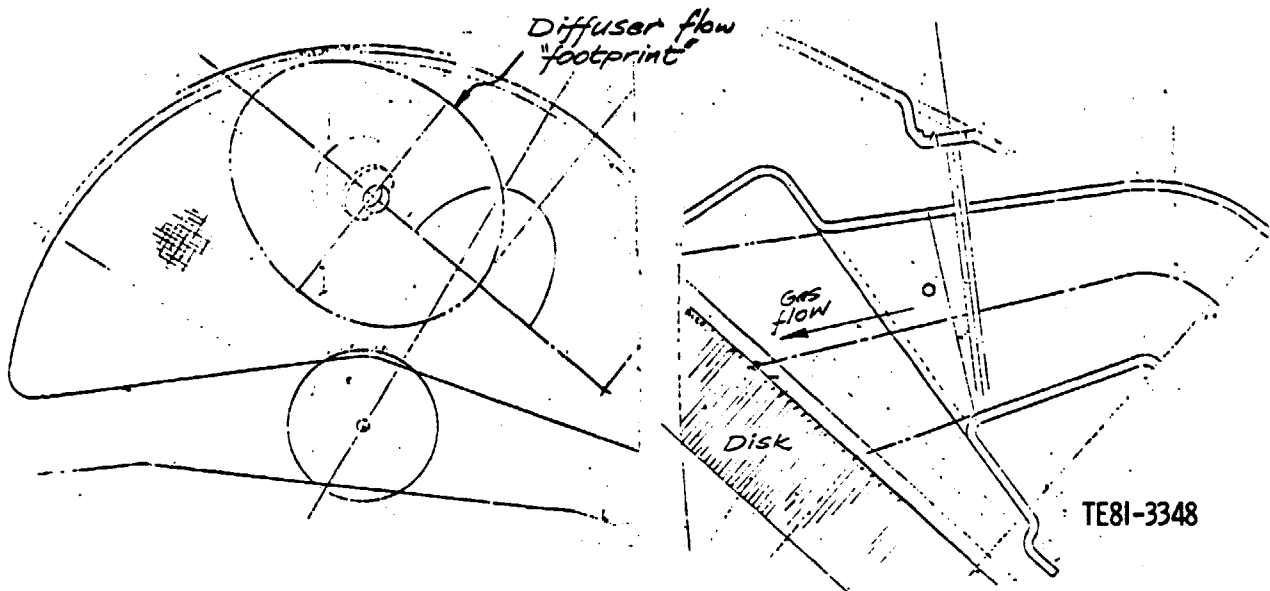 Diffuser flow
"footprint"
Gas
flow
Disk
TE81-3348